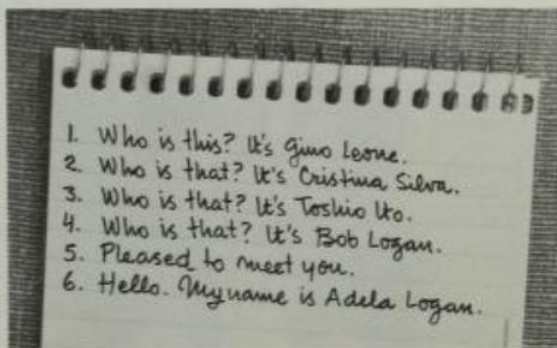 1. Who is this? It's Gino Leone.
2. Who is that? It's Cristina Silva.
3. Who is that? It's Toshio Ito.
4. Who is that? It's Bob Logan.
5. Pleased to meet you.
6. Hello. My name is Adela Logan.